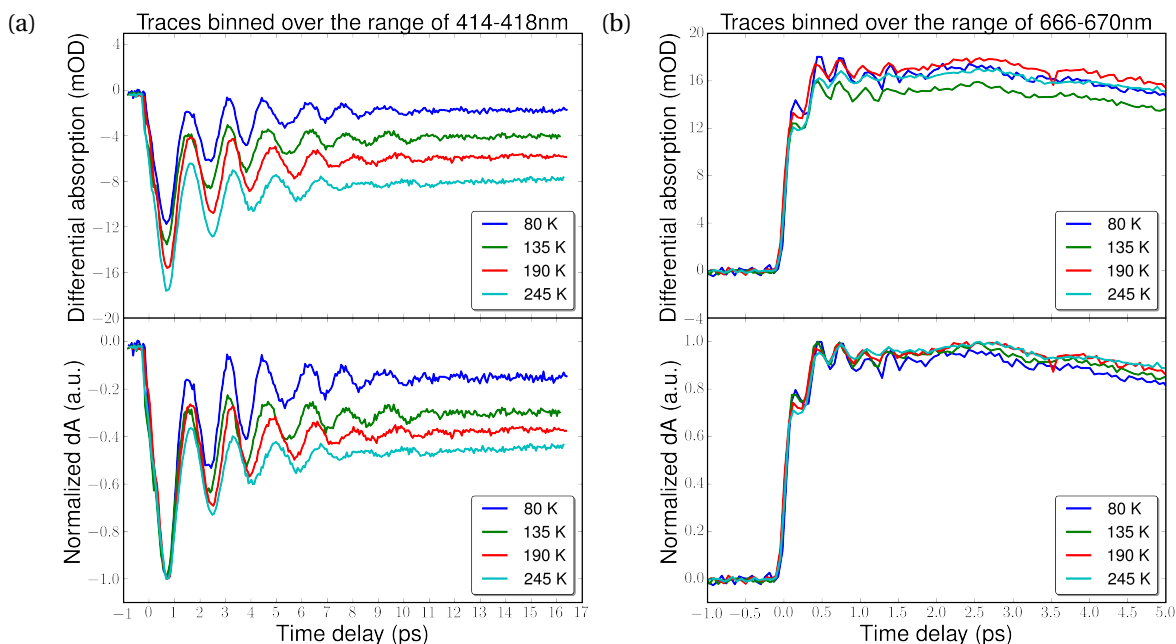 (a)
Traces binned over the range of 414-418nm
Differential absorption (mOD)
4
0
−4
−8
−12
−16
−20
80 K
135 K
190 K
245 K
Normalized dA (a.u.)
0.0
−0.2
−0.4
−0.6
−0.8
−1.0
80 K
135 K
190 K
245 K
−1 0 1 2 3 4 5 6 7 8 9 10 11 12 13 14 15 16 17
Time delay (ps)
(b)
Traces binned over the range of 666-670nm
Differential absorption (mOD)
20
16
12
8
4
0
−4
80 K
135 K
190 K
245 K
Normalized dA (a.u.)
1.0
0.8
0.6
0.4
0.2
0.0
80 K
135 K
190 K
245 K
−1.0 −0.5 0.0 0.5 1.0 1.5 2.0 2.5 3.0 3.5 4.0 4.5 5.0
Time delay (ps)